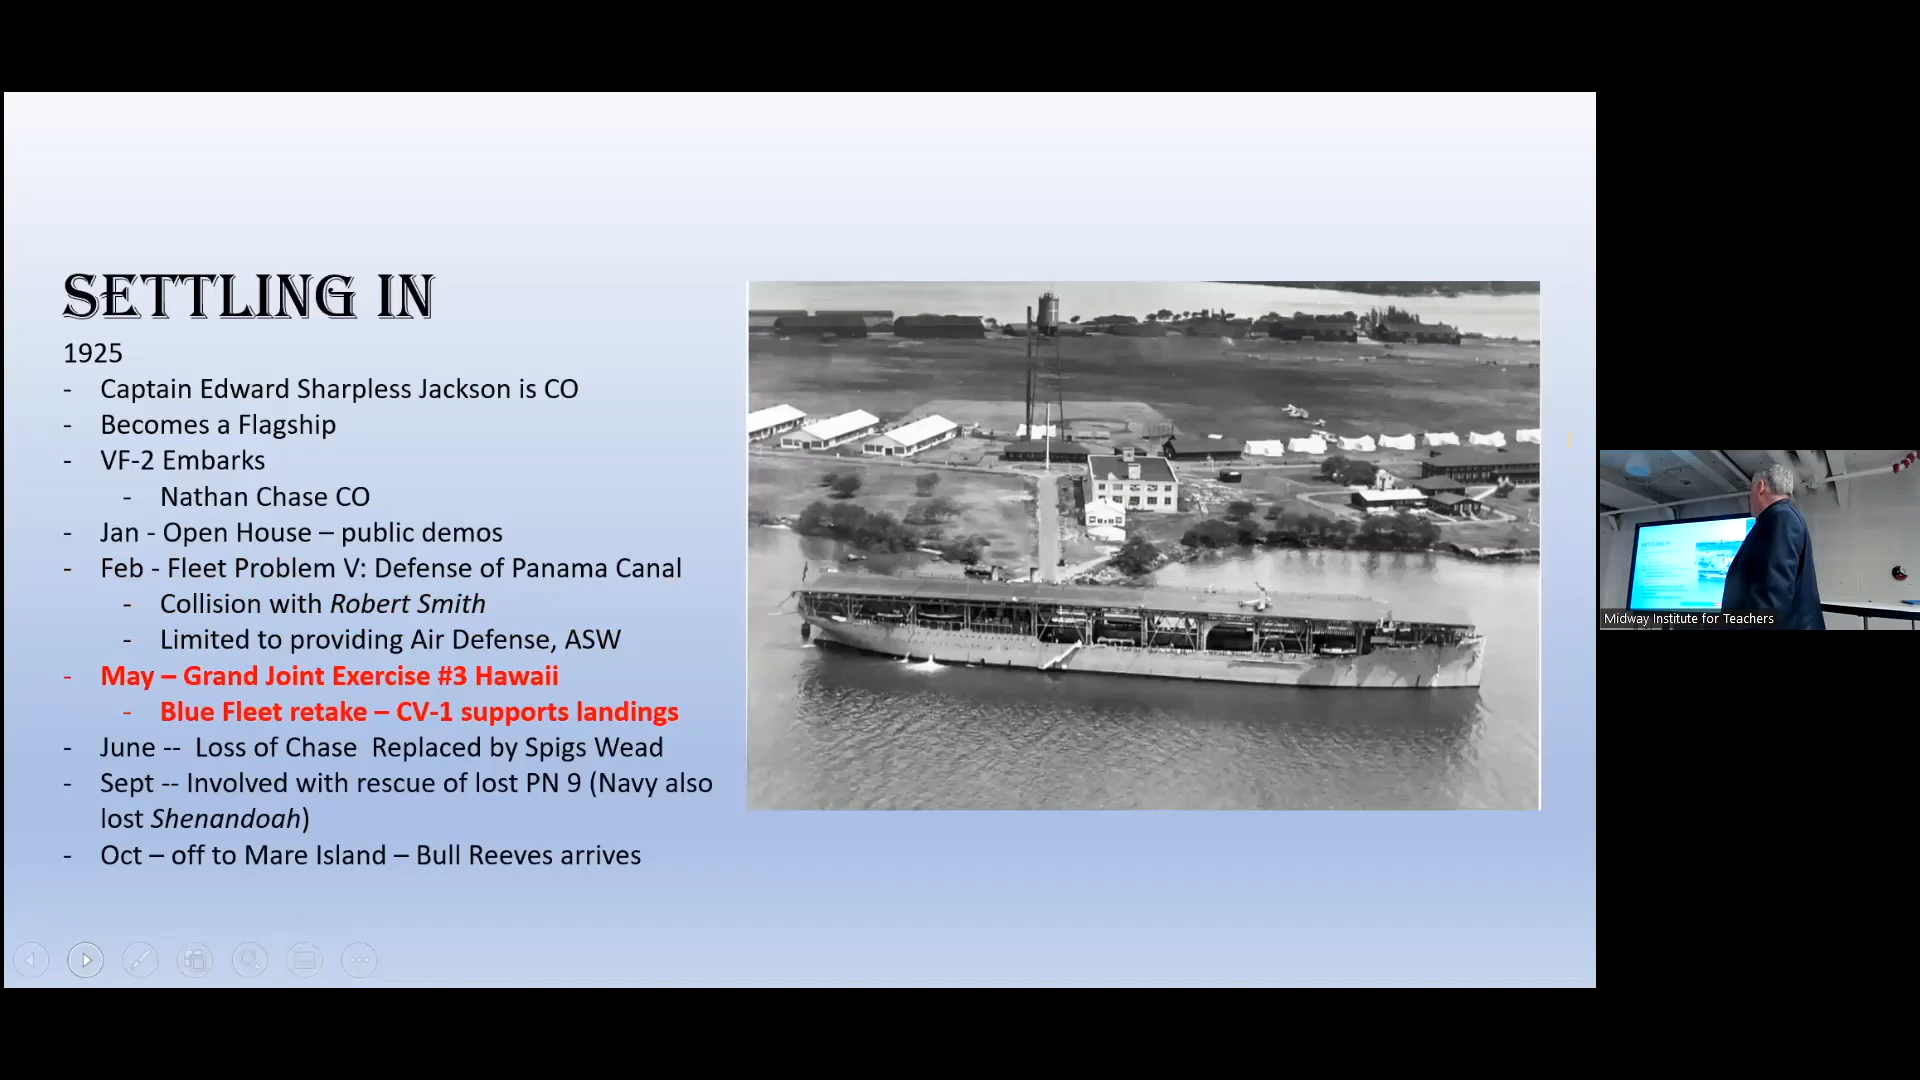 SETTLING IN
1925
- Captain Edward Sharpless Jackson is CO
- Becomes a Flagship
- VF-2 Embarks
- Nathan Chase CO
- Jan - Open House – public demos
- Feb - Fleet Problem V: Defense of Panama Canal
- Collision with Robert Smith
- Limited to providing Air Defense, ASW
- May – Grand Joint Exercise #3 Hawaii
- Blue Fleet retake – CV-1 supports landings
- June -- Loss of Chase Replaced by Spigs Wead
- Sept -- Involved with rescue of lost PN 9 (Navy also
lost Shenandoah)
- Oct – off to Mare Island – Bull Reeves arrives
Midway Institute for Teachers